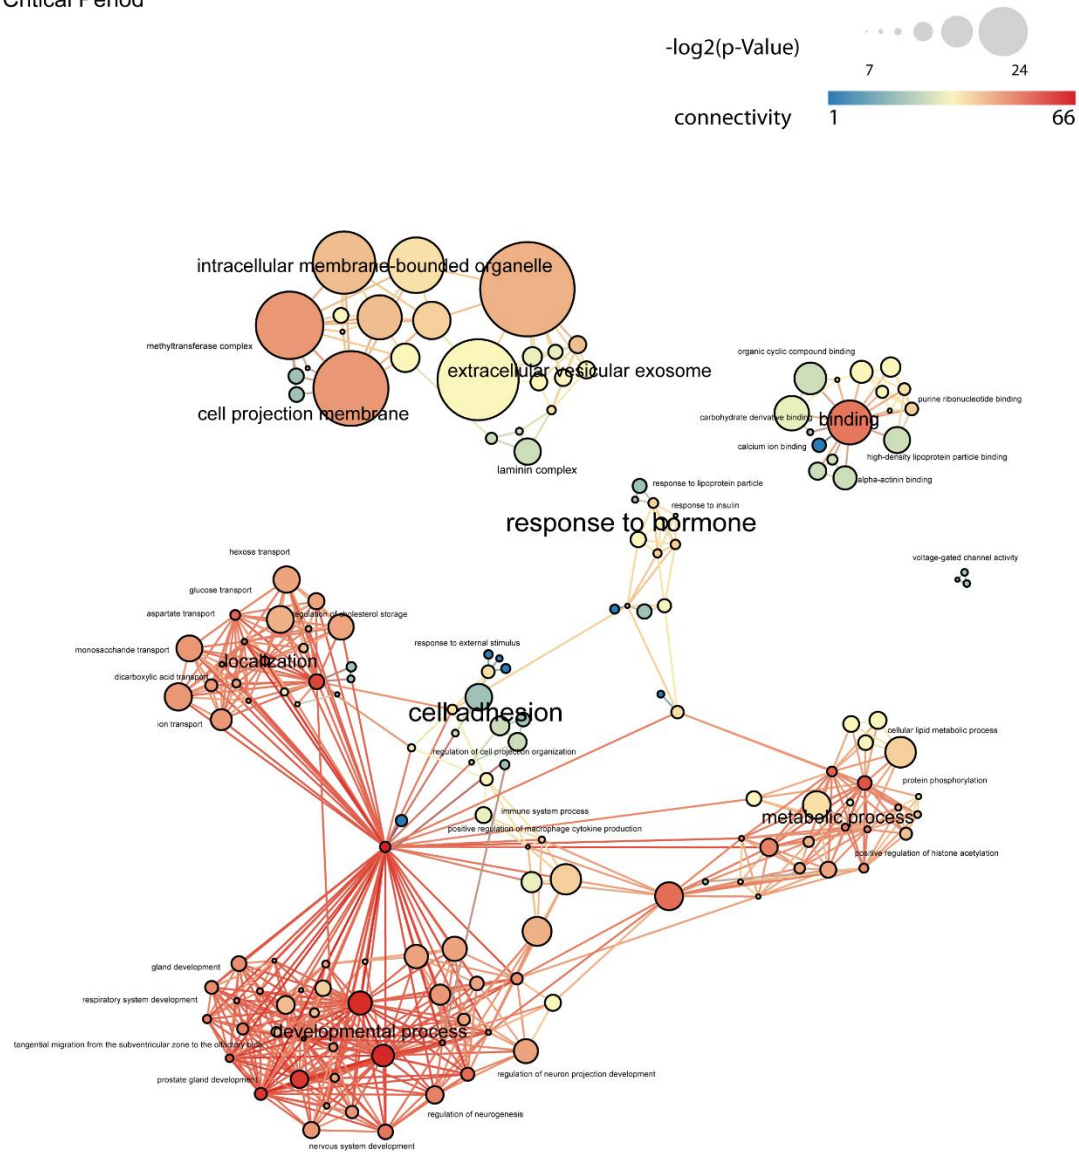 Critical Period
-log2(p-Value)
7
24
connectivity
1
66
intracellular membrane-bounded organelle
methyltransferase complex
organic cyclic compound binding
extracellular vesicular exosome
purine ribonucleotide binding
cell projection membrane
carbohydrate derivative binding
binding
calcium ion binding
high-density lipoprotein particle binding
laminin complex
alpha-actinin binding
response to lipoprotein particle
response to insulin
response to hormone
hexose transport
voltage-gated channel activity
glucose transport
aspartate transport
regulation of cholesterol storage
response to external stimulus
monosaccharide transport
localization
dicarboxylic acid transport
cell adhesion
ion transport
cellular lipid metabolic process
regulation of cell projection organization
protein phosphorylation
immune system process
metabolic process
positive regulation of macrophage cytokine production
positive regulation of histone acetylation
gland development
respiratory system development
developmental process
tangential migration from the subventricular zone to the olfactory bulb
regulation of neuron projection development
prostate gland development
regulation of neurogenesis
nervous system development